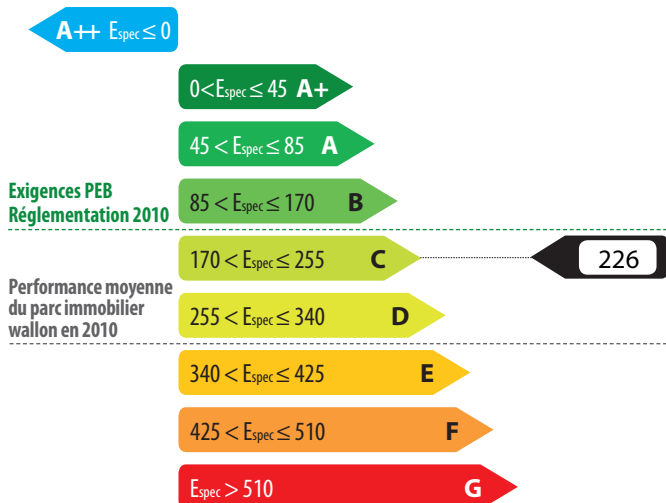 A++ Espec ≤ 0
0 < Espec ≤ 45 A+
45 < Espec ≤ 85 A
Exigences PEB
Réglementation 2010
85 < Espec ≤ 170 B
170 < Espec ≤ 255 C
226
Performance moyenne
du parc immobilier
wallon en 2010
255 < Espec ≤ 340 D
340 < Espec ≤ 425 E
425 < Espec ≤ 510 F
Espec > 510 G